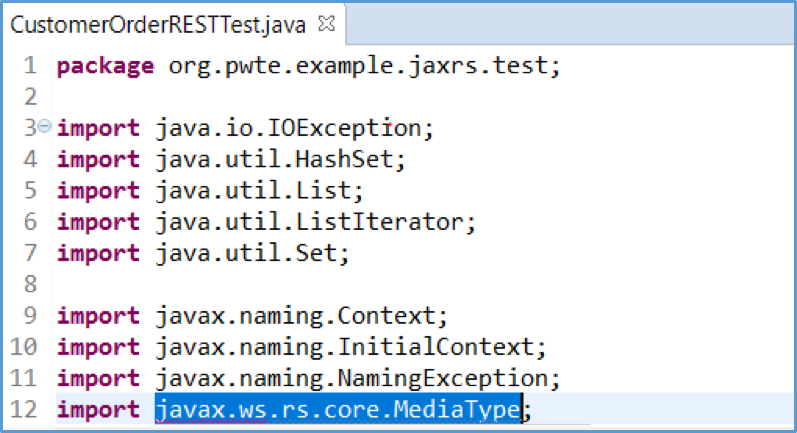 CustomerOrderRESTTest.java
1 package org.pwte.example.jaxrs.test;
2
3 import java.io.IOException;
4 import java.util.HashSet;
5 import java.util.List;
6 import java.util.ListIterator;
7 import java.util.Set;
8
9 import javax.naming.Context;
10 import javax.naming.InitialContext;
11 import javax.naming.NamingException;
12 import javax.ws.rs.core.MediaType;